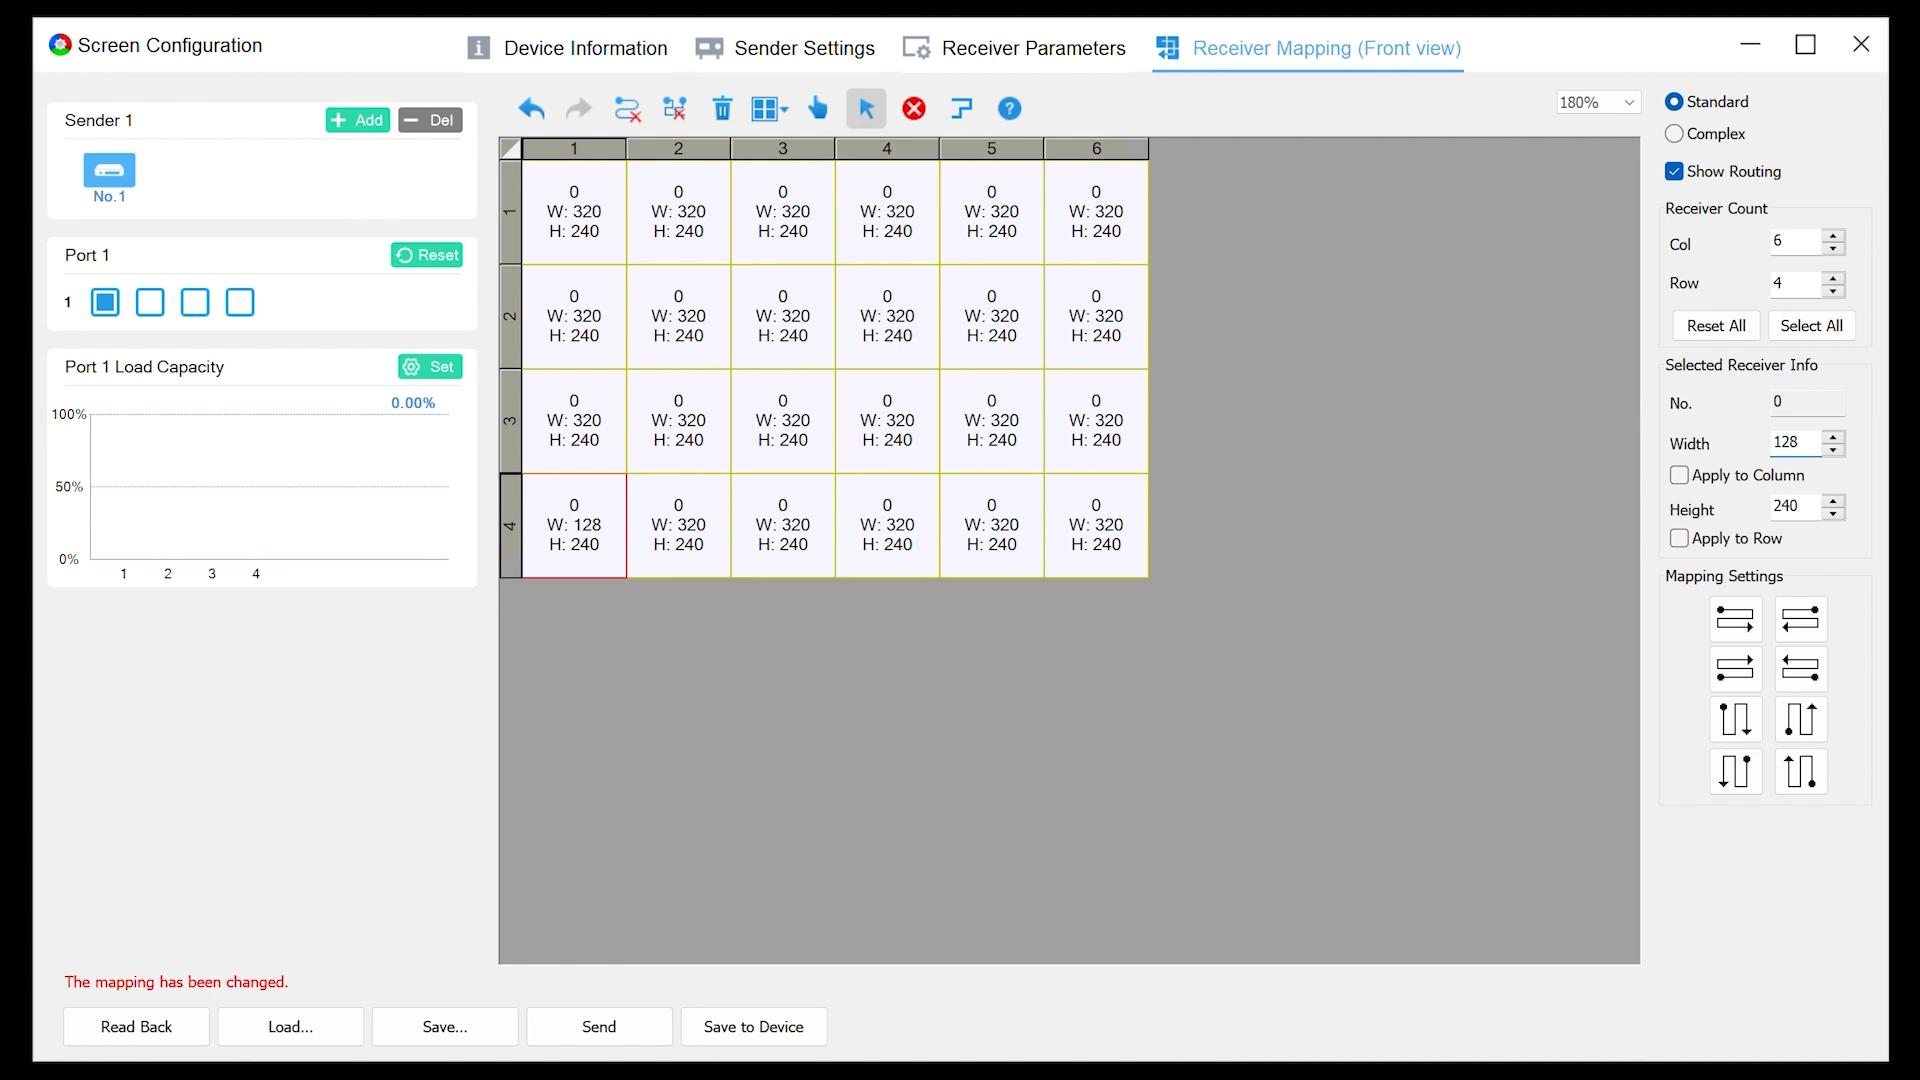 Screen Configuration
Device Information
Sender Settings
Receiver Parameters
Receiver Mapping (Front view)
Sender 1
Add
Del
No.1
Port 1
Reset
1
Port 1 Load Capacity
Set
0.00%
100%
50%
0%
1 2 3 4
180%
1 2 3 4 5 6
1
0 0 0 0 0 0
W: 320 W: 320 W: 320 W: 320 W: 320 W: 320
H: 240 H: 240 H: 240 H: 240 H: 240 H: 240
2
0 0 0 0 0 0
W: 320 W: 320 W: 320 W: 320 W: 320 W: 320
H: 240 H: 240 H: 240 H: 240 H: 240 H: 240
3
0 0 0 0 0 0
W: 320 W: 320 W: 320 W: 320 W: 320 W: 320
H: 240 H: 240 H: 240 H: 240 H: 240 H: 240
4
0 0 0 0 0 0
W: 128 W: 320 W: 320 W: 320 W: 320 W: 320
H: 240 H: 240 H: 240 H: 240 H: 240 H: 240
Standard
Complex
Show Routing
Receiver Count
Col 6
Row 4
Reset All
Select All
Selected Receiver Info
No. 0
Width 128
Apply to Column
Height 240
Apply to Row
Mapping Settings
The mapping has been changed.
Read Back
Load...
Save...
Send
Save to Device